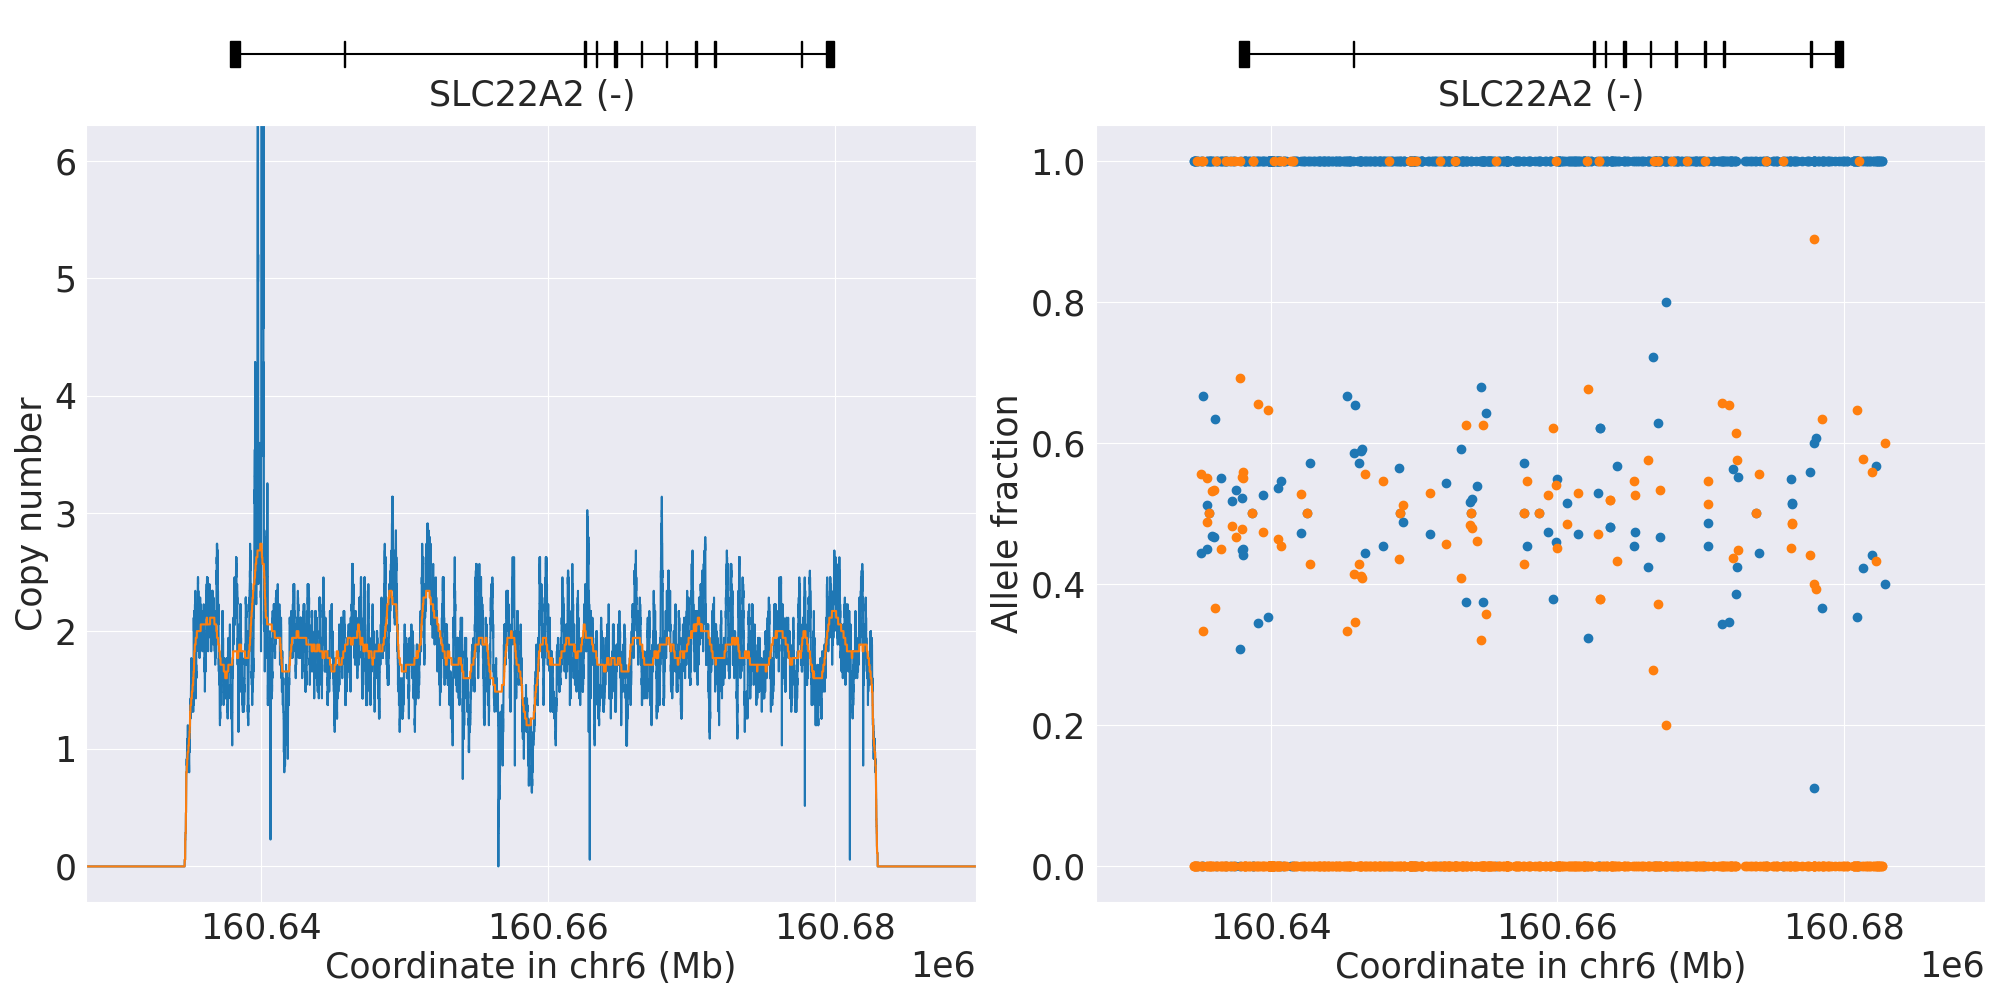 SLC22A2 (-)
SLC22A2 (-)
Copy number
6
5
4
3
2
1
0
160.64
160.66
160.68
Coordinate in chr6 (Mb)
1e6
Allele fraction
1.0
0.8
0.6
0.4
0.2
0.0
160.64
160.66
160.68
Coordinate in chr6 (Mb)
1e6